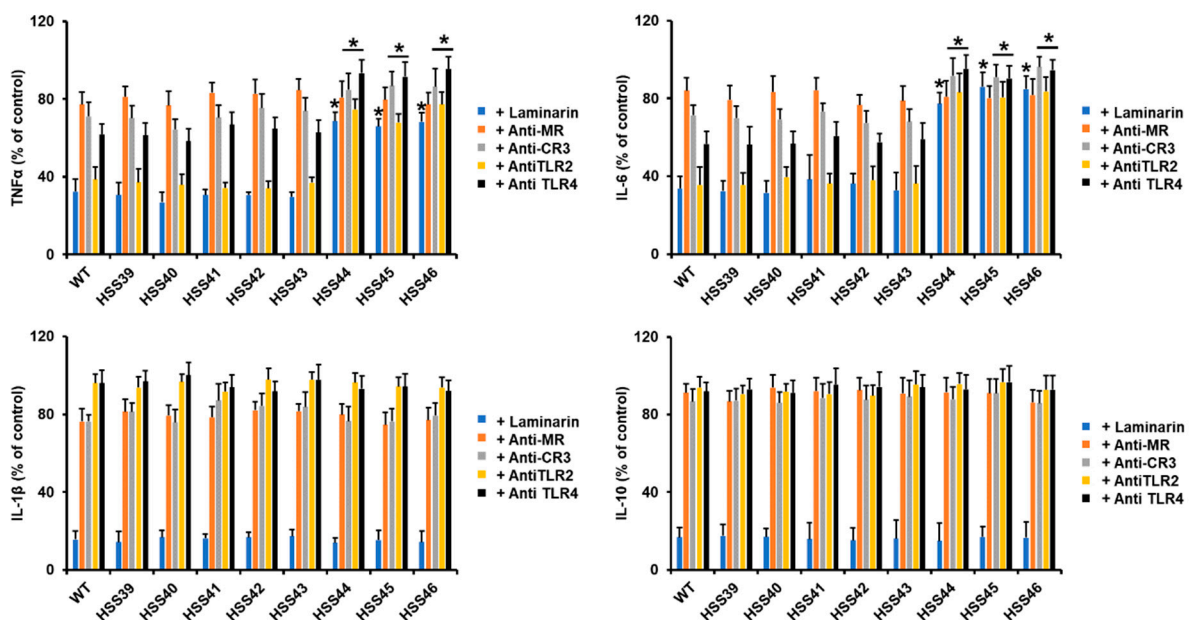 TNFα (% of control)
120
80
40
0
* * * * * *
WT HSS39 HSS40 HSS41 HSS42 HSS43 HSS44 HSS45 HSS46
+ Laminarin
+ Anti-MR
+ Anti-CR3
+ AntiTLR2
+ Anti TLR4
IL-6 (% of control)
120
80
40
0
* * * * * *
WT HSS39 HSS40 HSS41 HSS42 HSS43 HSS44 HSS45 HSS46
+ Laminarin
+ Anti-MR
+ Anti-CR3
+ AntiTLR2
+ Anti TLR4
IL-1β (% of control)
120
80
40
0
WT HSS39 HSS40 HSS41 HSS42 HSS43 HSS44 HSS45 HSS46
+ Laminarin
+ Anti-MR
+ Anti-CR3
+ AntiTLR2
+ Anti TLR4
IL-10 (% of control)
120
80
40
0
WT HSS39 HSS40 HSS41 HSS42 HSS43 HSS44 HSS45 HSS46
+ Laminarin
+ Anti-MR
+ Anti-CR3
+ AntiTLR2
+ Anti TLR4